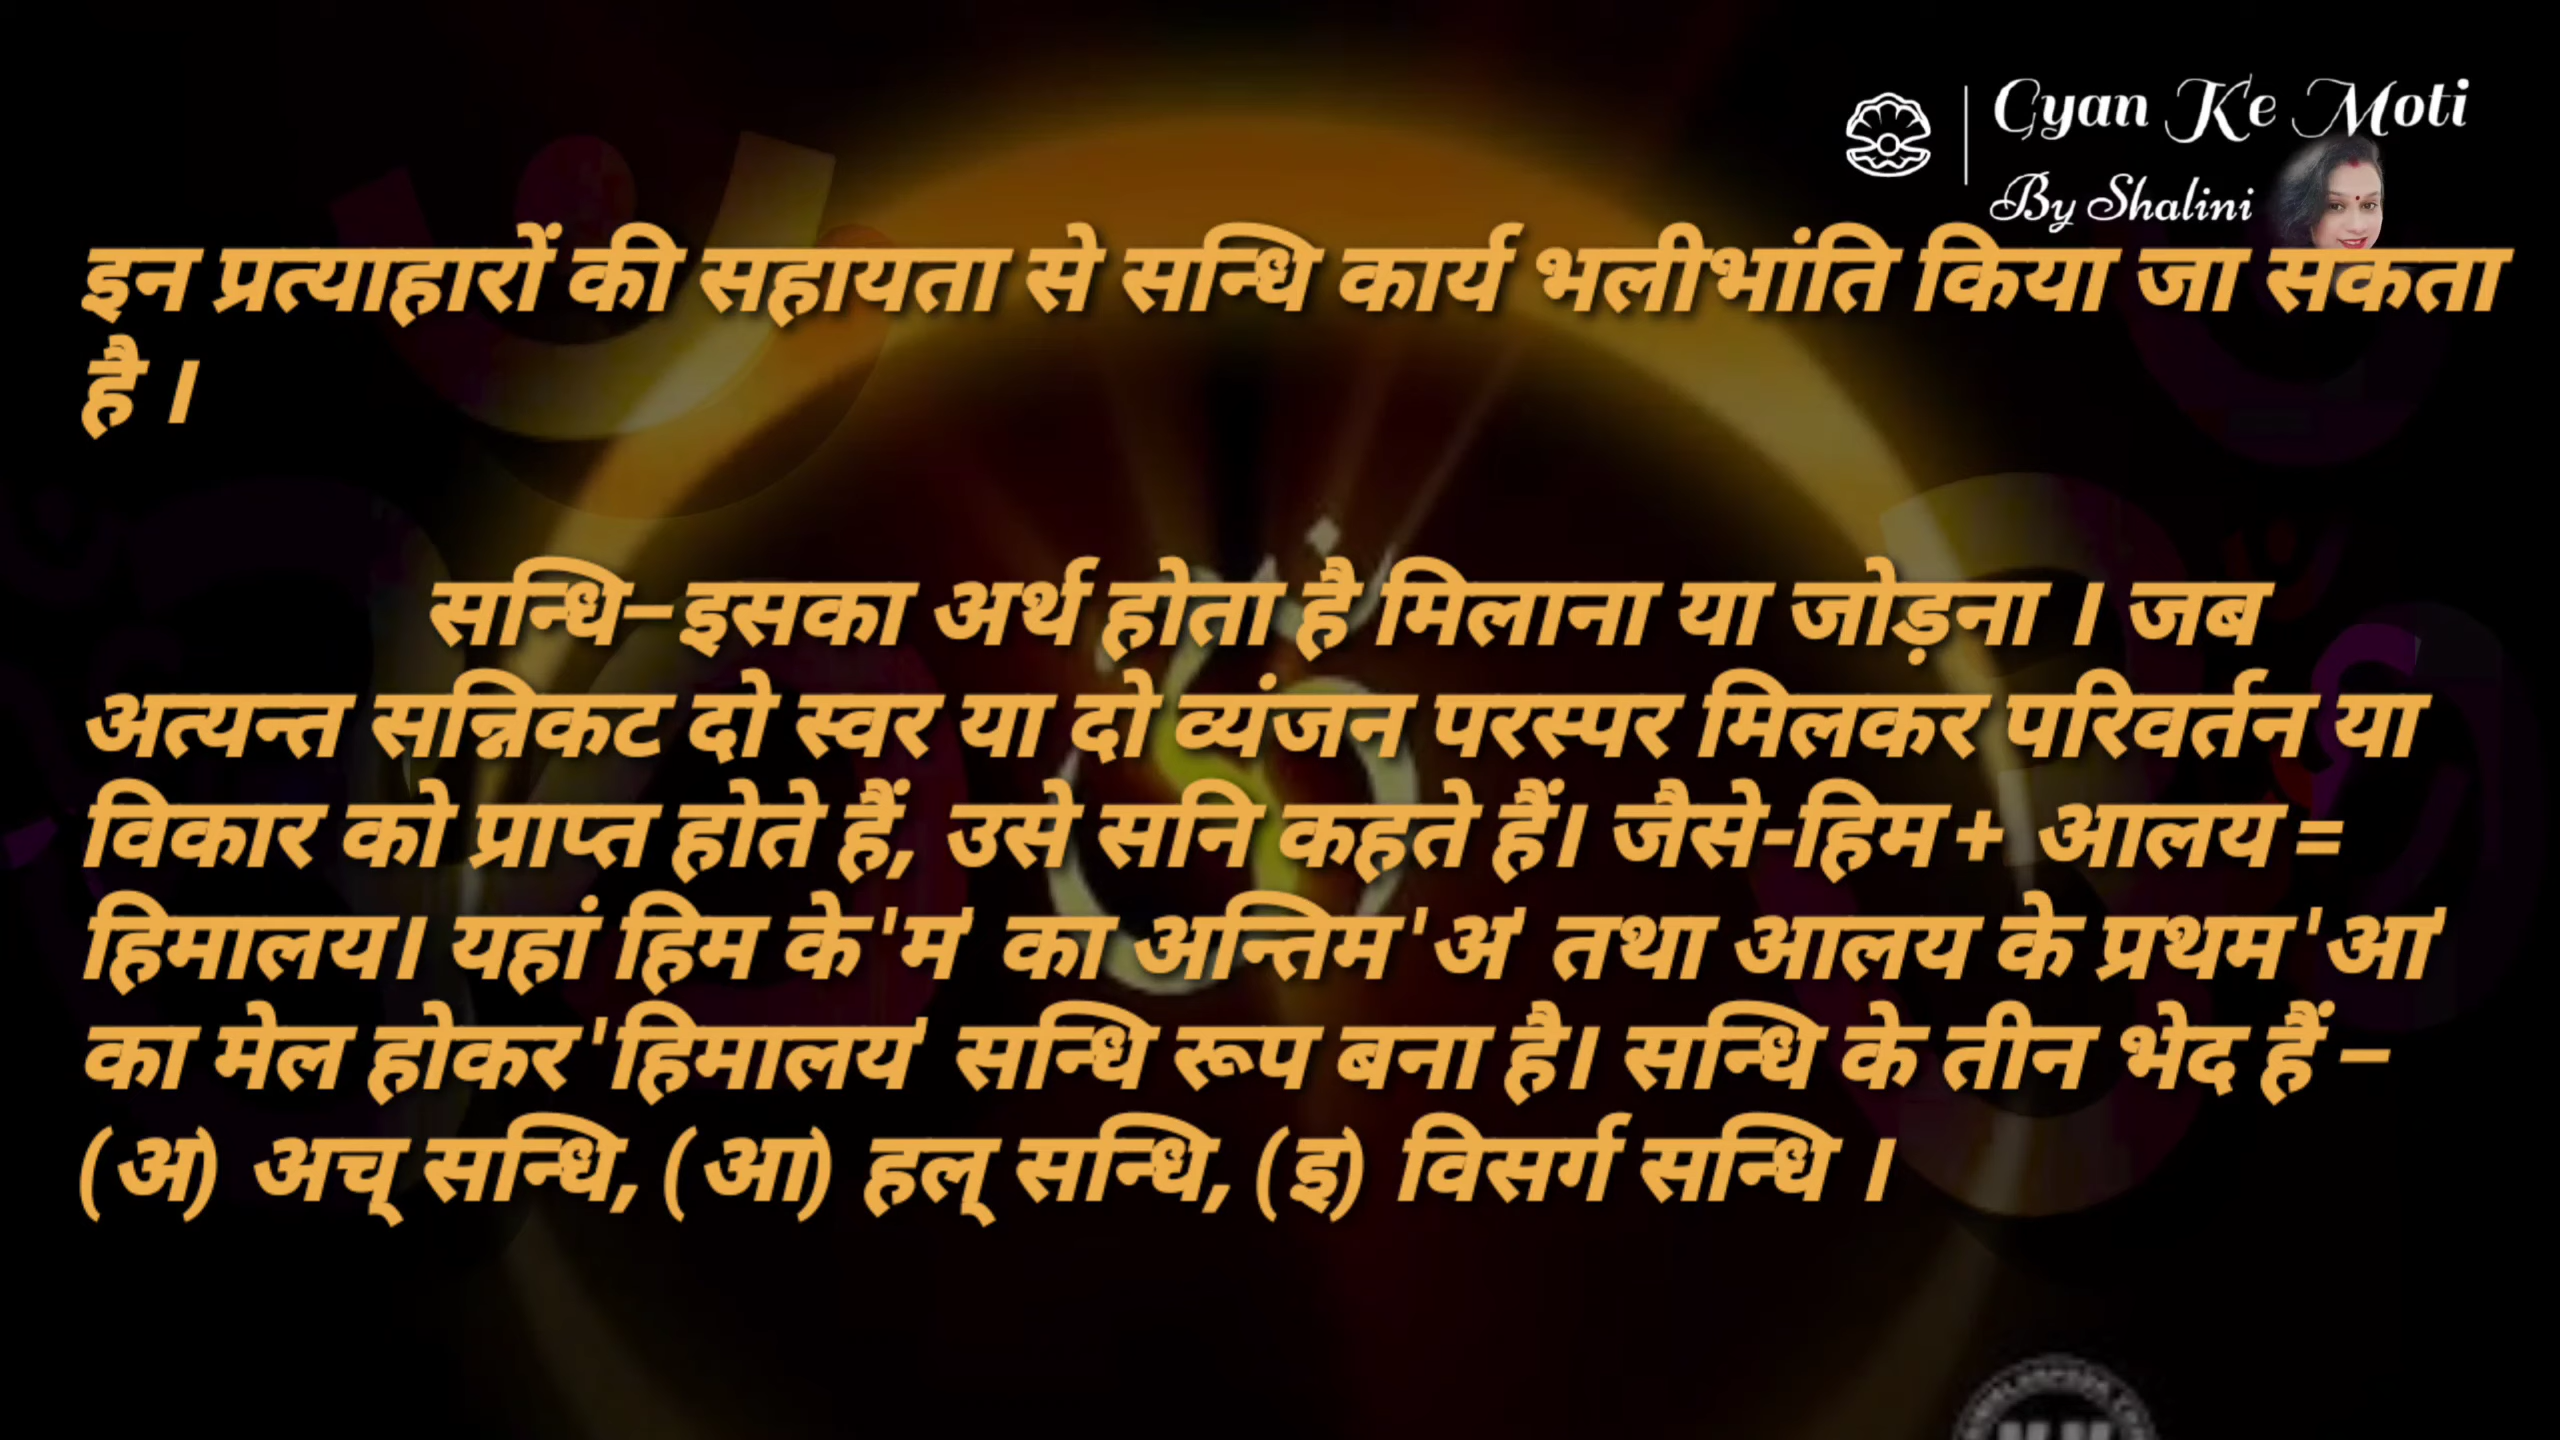 Gyan Ke Moti
By Shalini
इन प्रत्याहारों की सहायता से सन्धि कार्य भलीभांति किया जा सकता
है ।
सन्धि–इसका अर्थ होता है मिलाना या जोड़ना । जब
अत्यन्त सन्निकट दो स्वर या दो व्यंजन परस्पर मिलकर परिवर्तन या
विकार को प्राप्त होते हैं, उसे सनि कहते हैं। जैसे-हिम + आलय =
हिमालय। यहां हिम के 'म' का अन्तिम 'अ' तथा आलय के प्रथम 'आ'
का मेल होकर 'हिमालय' सन्धि रूप बना है। सन्धि के तीन भेद हैं –
(अ) अच् सन्धि, (आ) हल् सन्धि, (इ) विसर्ग सन्धि ।